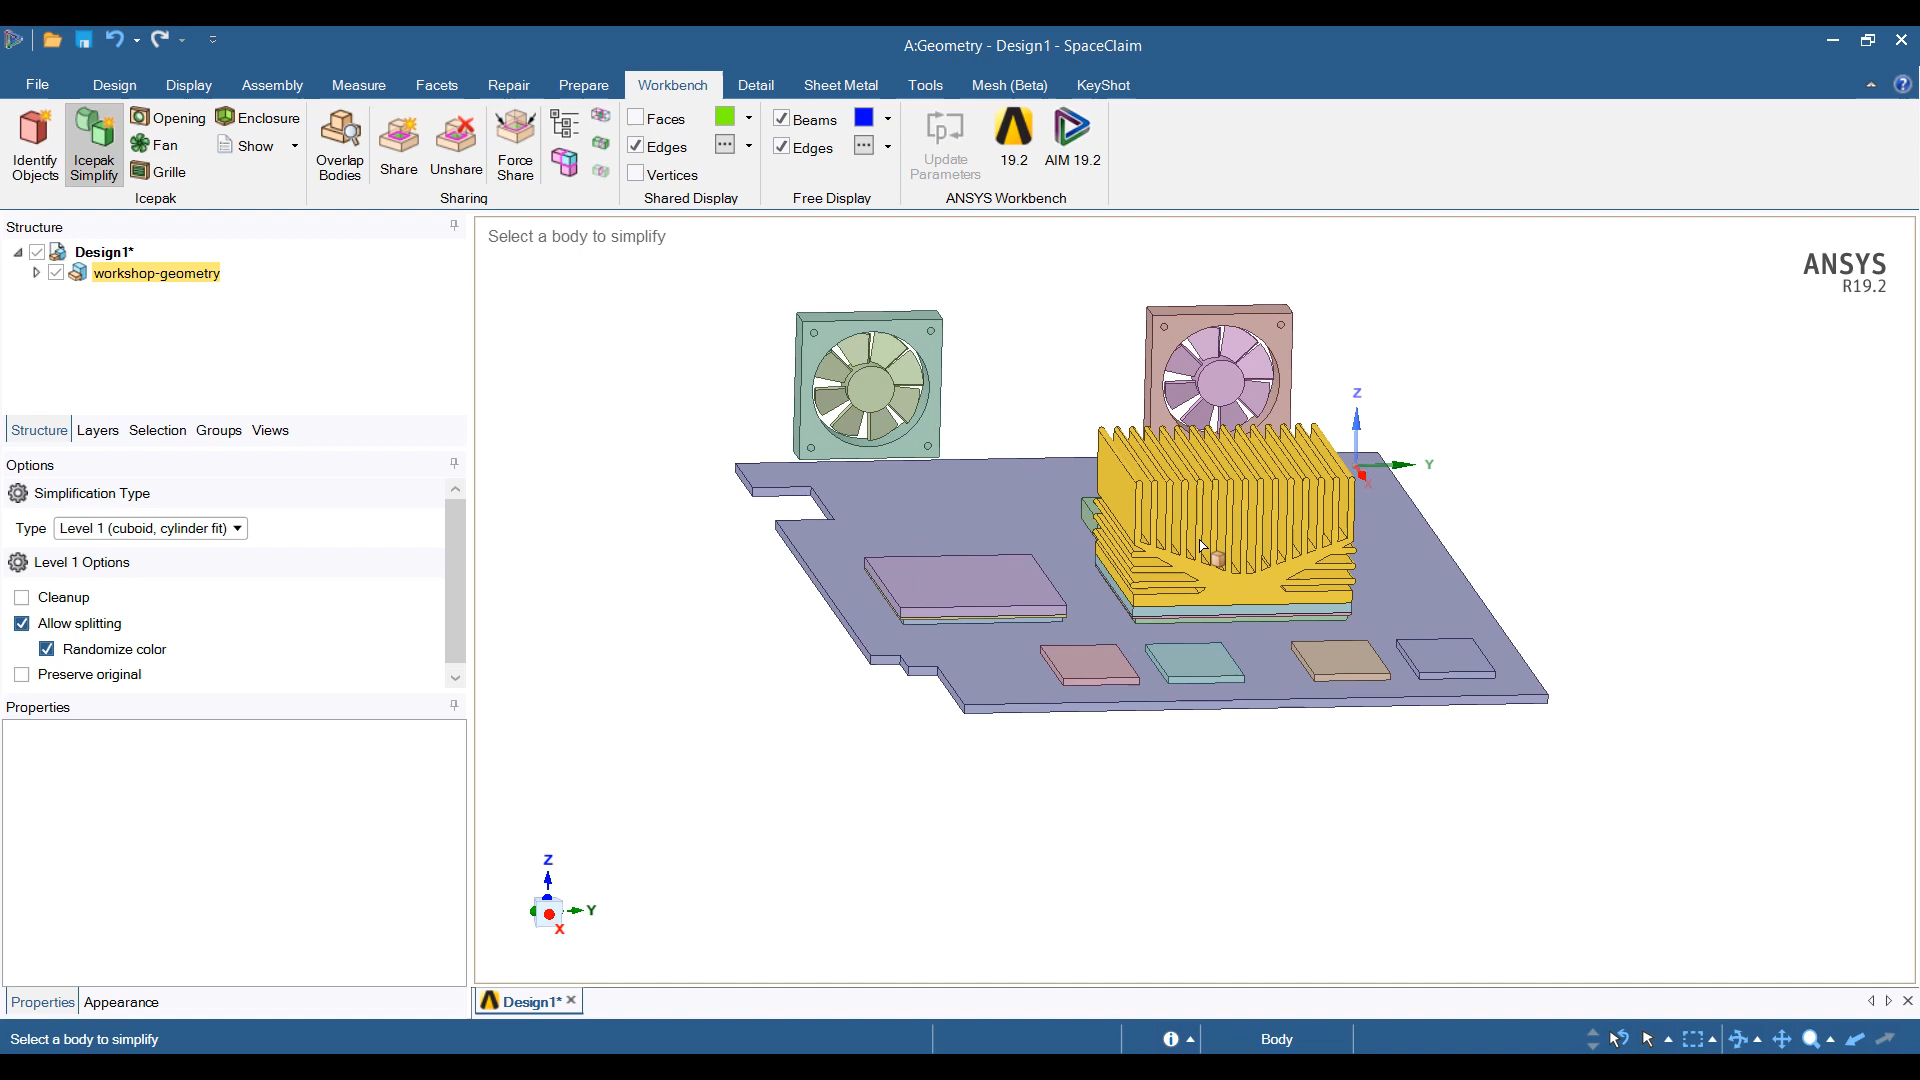 A:Geometry - Design1 - SpaceClaim
File Design Display Assembly Measure Facets Repair Prepare Workbench Detail Sheet Metal Tools Mesh (Beta) KeyShot
Identify Objects
Icepak Simplify
Opening
Fan
Grille
Enclosure
Show
Icepak
Overlap Bodies
Share
Unshare
Force Share
Sharing
Faces
Edges
Vertices
Shared Display
Beams
Edges
Free Display
Update Parameters
19.2
AIM 19.2
ANSYS Workbench
Structure
Design1*
workshop-geometry
Structure Layers Selection Groups Views
Options
Simplification Type
Type Level 1 (cuboid, cylinder fit)
Level 1 Options
Cleanup
Allow splitting
Randomize color
Preserve original
Properties
Properties Appearance
Select a body to simplify
ANSYS
R19.2
Z
Y
X
Z
Y
X
Design1*
Select a body to simplify
Body